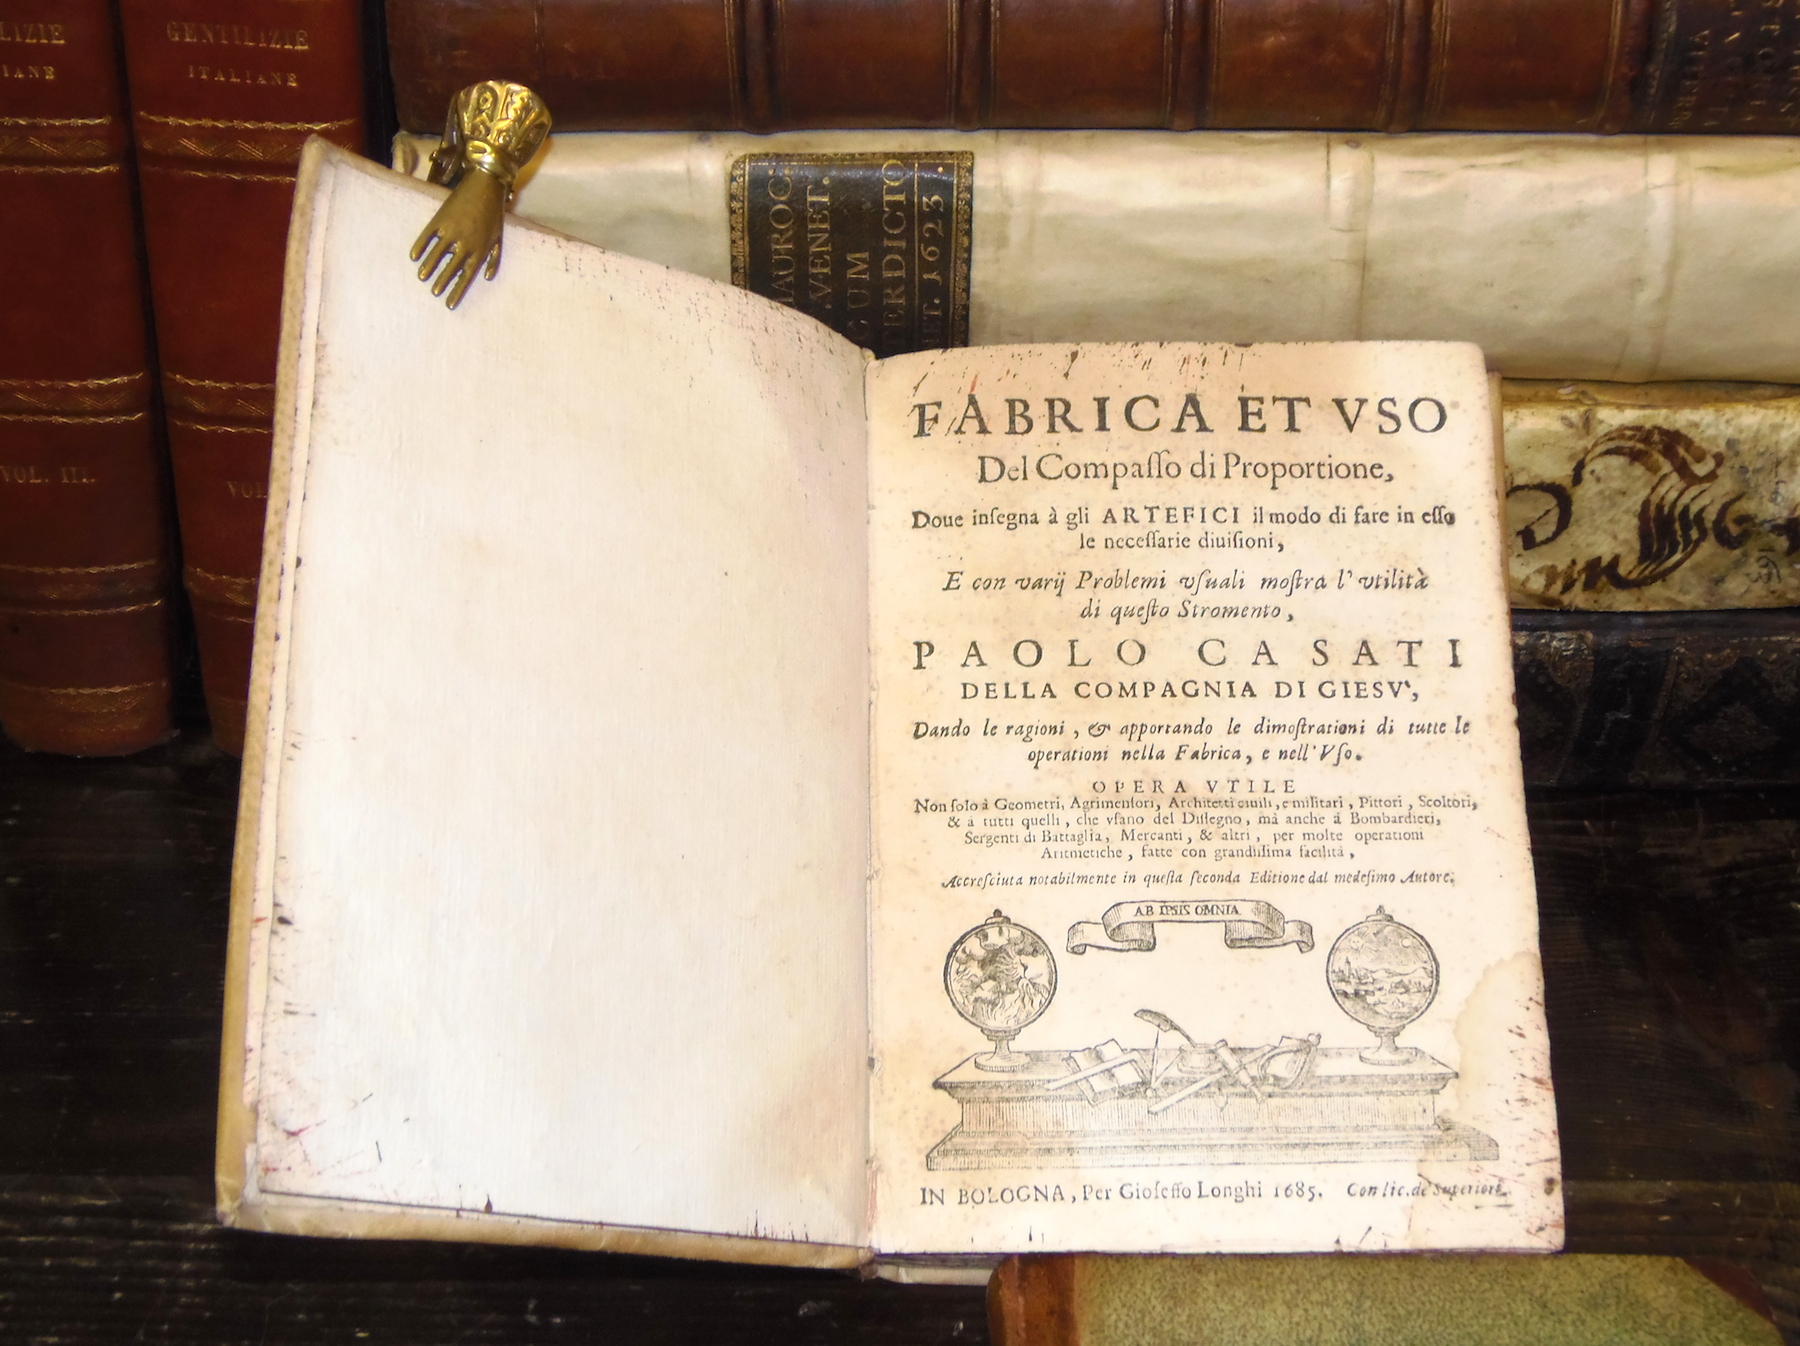 GENTILIZIE
ITALIANE
VOL. III.
VOL
MAUROC.
VENET.
CUM
TERDICTO
1623.
FABRICA ET VSO
Del Compaſſo di Proportione,
Doue inſegna à gli ARTEFICI il modo di fare in eſſo
le neceſſarie diuiſioni,
E con varij Problemi vſuali moſtra l' vtilità
di queſto Stromento,
PAOLO CASATI
DELLA COMPAGNIA DI GIESV',
Dando le ragioni, & apportando le dimoſtrationi di tutte le
operationi nella Fabrica, e nell' Vſo.
OPERA VTILE
Non ſolo à Geometri, Agrimenſori, Architetti ciuili, e militari, Pittori, Scoltori,
& à tutti quelli, che vſano del Diſſegno, mà anche à Bombardieri,
Sergenti di Battaglia, Mercanti, & altri, per molte operationi
Aritmetiche, fatte con grandiſſima facilità,
Accreſciuta notabilmente in queſta ſeconda Editione dal medeſimo Autore.
AB IPSIS OMNIA
IN BOLOGNA, Per Gioſeffo Longhi 1685. Con lic. de' Superiori.